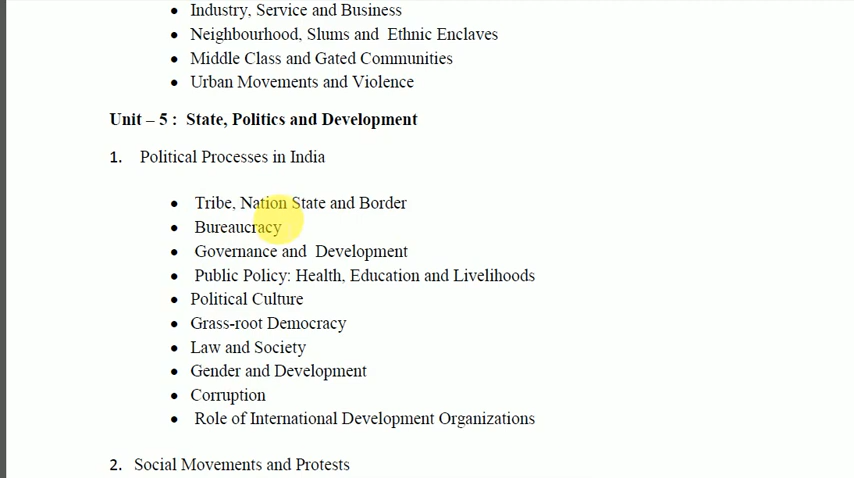 • Industry, Service and Business
• Neighbourhood, Slums and Ethnic Enclaves
• Middle Class and Gated Communities
• Urban Movements and Violence
Unit – 5 : State, Politics and Development
1. Political Processes in India
• Tribe, Nation State and Border
• Bureaucracy
• Governance and Development
• Public Policy: Health, Education and Livelihoods
• Political Culture
• Grass-root Democracy
• Law and Society
• Gender and Development
• Corruption
• Role of International Development Organizations
2. Social Movements and Protests